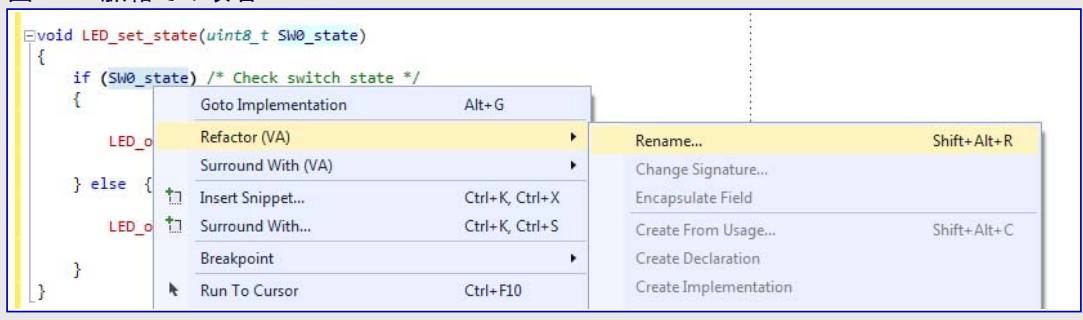 void LED_set_state(uint8_t SW0_state)
{
if (SW0_state) /* Check switch state */
{
Goto Implementation Alt+G
LED_o
Refactor (VA)
Rename... Shift+Alt+R
Surround With (VA)
Change Signature...
} else {
Insert Snippet... Ctrl+K, Ctrl+X
Encapsulate Field
LED_o
Surround With... Ctrl+K, Ctrl+S
Create From Usage... Shift+Alt+C
Breakpoint
Create Declaration
}
}
Run To Cursor Ctrl+F10
Create Implementation